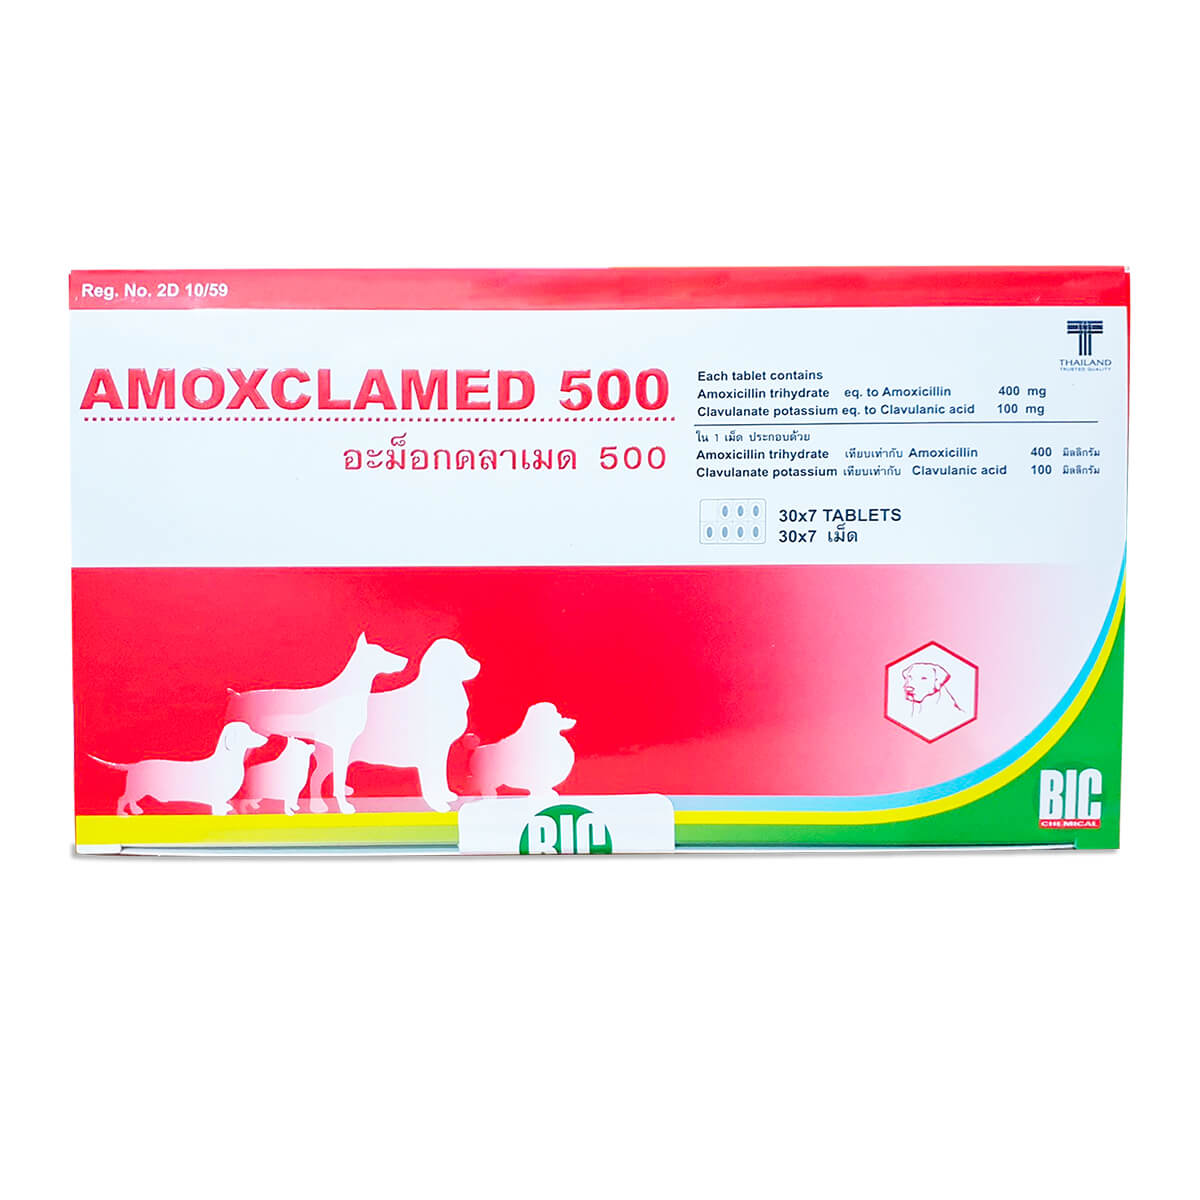 Reg. No. 2D 10/59
THAILAND
TRUSTED QUALITY
AMOXCLAMED 500
อะม็อกคลาเมด 500
Each tablet contains
Amoxicillin trihydrate eq. to Amoxicillin 400 mg
Clavulanate potassium eq. to Clavulanic acid 100 mg
ใน 1 เม็ด ประกอบด้วย
Amoxicillin trihydrate เทียบเท่ากับ Amoxicillin 400 มิลลิกรัม
Clavulanate potassium เทียบเท่ากับ Clavulanic acid 100 มิลลิกรัม
30x7 TABLETS
30x7 เม็ด
BIC
CHEMICAL
BIC